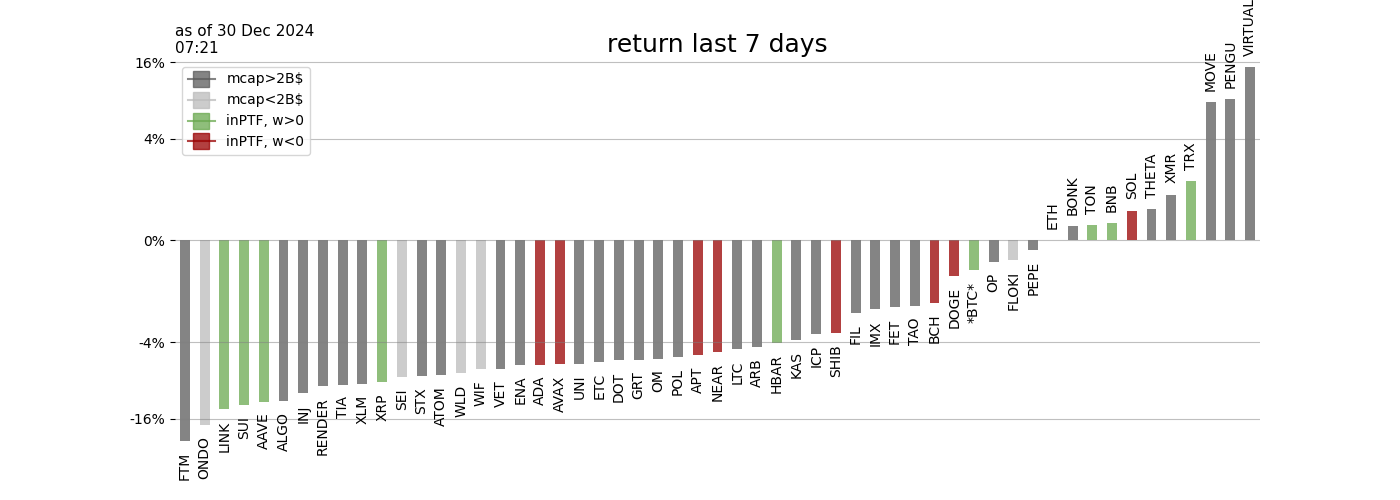 as of 30 Dec 2024
07:21
return last 7 days
16%
4%
0%
-4%
-16%
mcap>2B$
mcap<2B$
inPTF, w>0
inPTF, w<0
FTM
ONDO
LINK
SUI
AAVE
ALGO
INJ
RENDER
TIA
XLM
XRP
SEI
STX
ATOM
WLD
WIF
VET
ENA
ADA
AVAX
UNI
ETC
DOT
GRT
OM
POL
APT
NEAR
LTC
ARB
HBAR
KAS
ICP
SHIB
FIL
IMX
FET
TAO
BCH
DOGE
*BTC*
OP
FLOKI
PEPE
ETH
BONK
TON
BNB
SOL
THETA
XMR
TRX
MOVE
PENGU
VIRTUAL